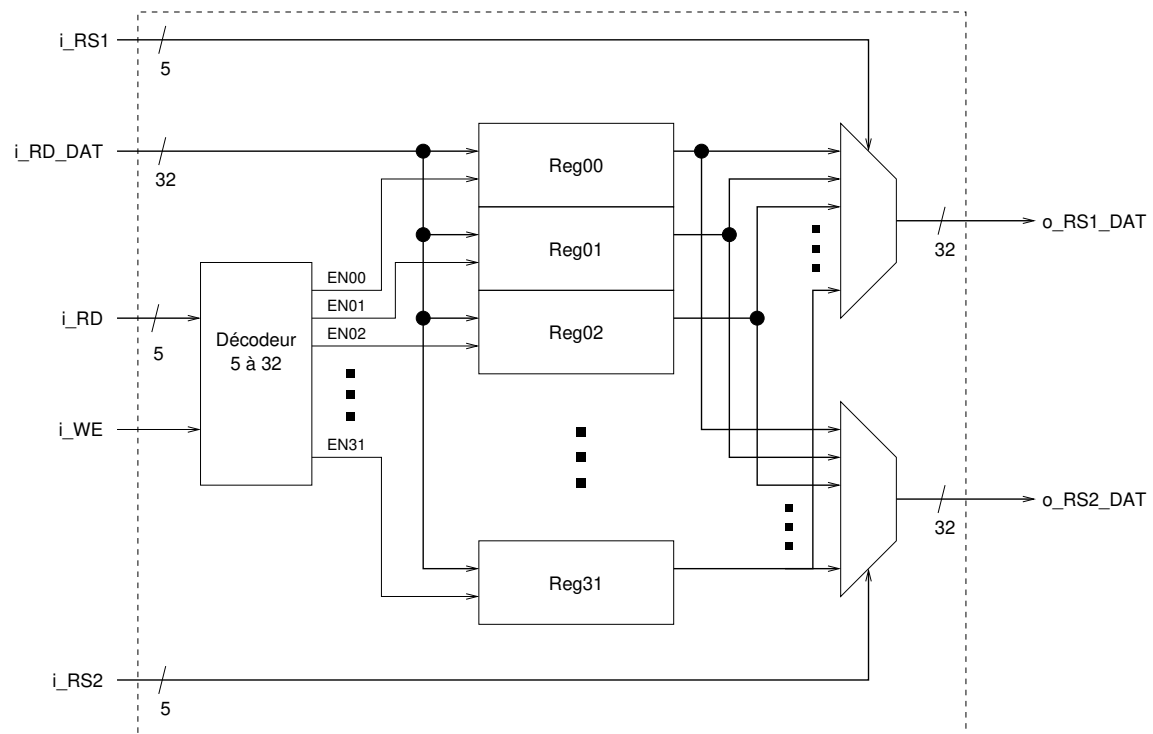 i_RS1
5
i_RD_DAT
32
Reg00
Reg01
Reg02
Reg31
EN00
EN01
EN02
EN31
i_RD
5
Décodeur
5 à 32
i_WE
o_RS1_DAT
32
o_RS2_DAT
32
i_RS2
5